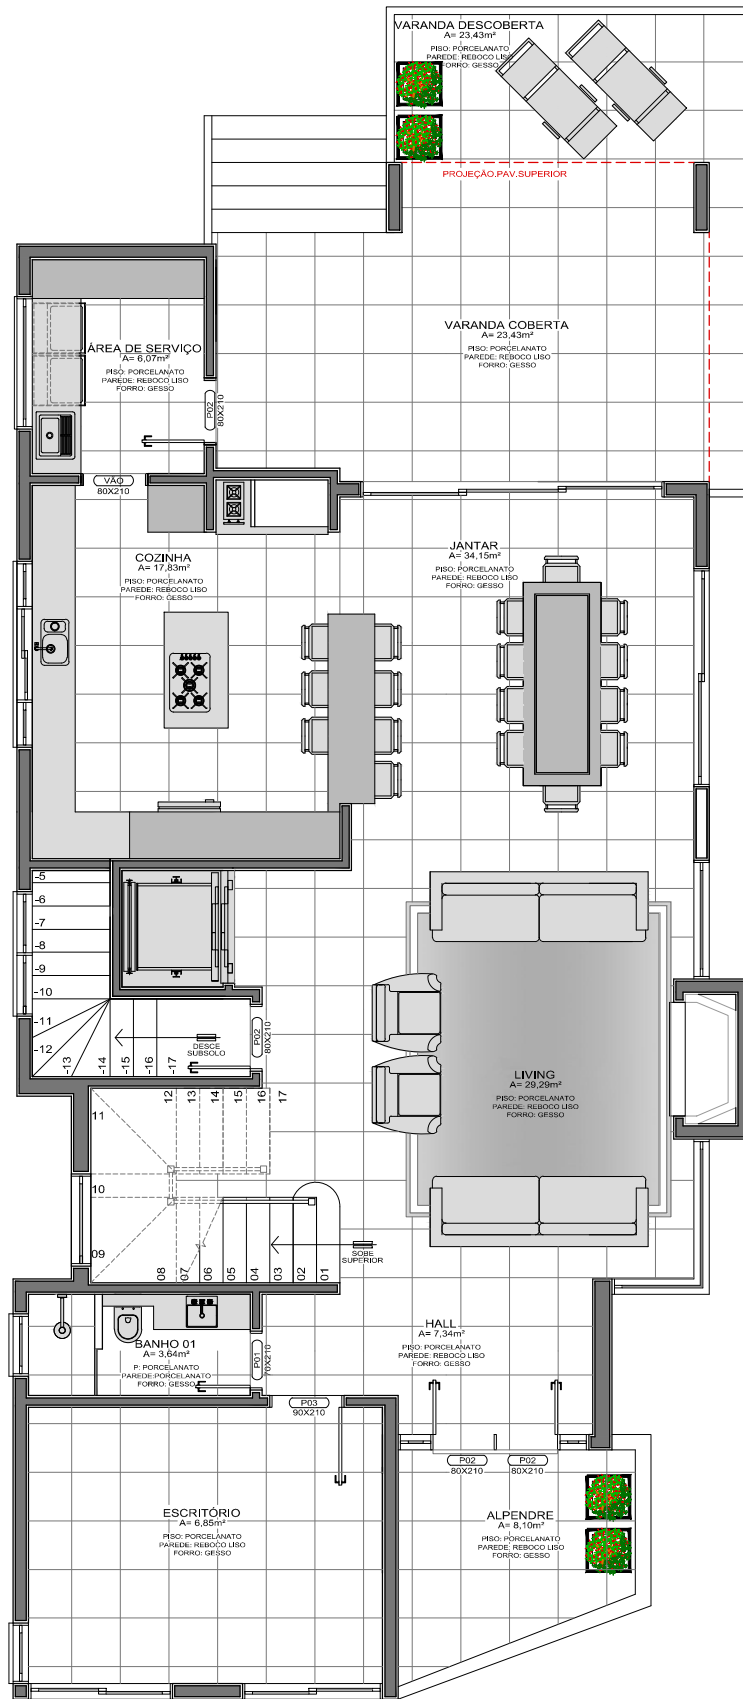 VARANDA DESCOBERTA
A= 23,43m²
PISO: PORCELANATO
PAREDE: REBOCO LISO
FORRO: GESSO
PROJEÇÃO.PAV.SUPERIOR
VARANDA COBERTA
A= 23,43m²
PISO: PORCELANATO
PAREDE: REBOCO LISO
FORRO: GESSO
ÁREA DE SERVIÇO
A= 6,07m²
PISO: PORCELANATO
PAREDE: REBOCO LISO
FORRO: GESSO
P02
80X210
VÃO
80X210
COZINHA
A= 17,83m²
PISO: PORCELANATO
PAREDE: REBOCO LISO
FORRO: GESSO
JANTAR
A= 34,15m²
PISO: PORCELANATO
PAREDE: REBOCO LISO
FORRO: GESSO
-5
-6
-7
-8
-9
-10
-11
-12
-13
-14
-15
-16
-17
DESCE
SUBSOLO
P02
80X210
LIVING
A= 29,29m²
PISO: PORCELANATO
PAREDE: REBOCO LISO
FORRO: GESSO
11
12
13
14
15
16
17
10
09
08
07
06
05
04
03
02
01
SOBE
SUPERIOR
HALL
A= 7,34m²
PISO: PORCELANATO
PAREDE: REBOCO LISO
FORRO: GESSO
BANHO 01
A= 3,64m²
P: PORCELANATO
PAREDE:PORCELANATO
FORRO: GESSO
P01
70X210
P03
90X210
P02
80X210
P02
80X210
ESCRITÓRIO
A= 6,85m²
PISO: PORCELANATO
PAREDE: REBOCO LISO
FORRO: GESSO
ALPENDRE
A= 8,10m²
PISO: PORCELANATO
PAREDE: REBOCO LISO
FORRO: GESSO